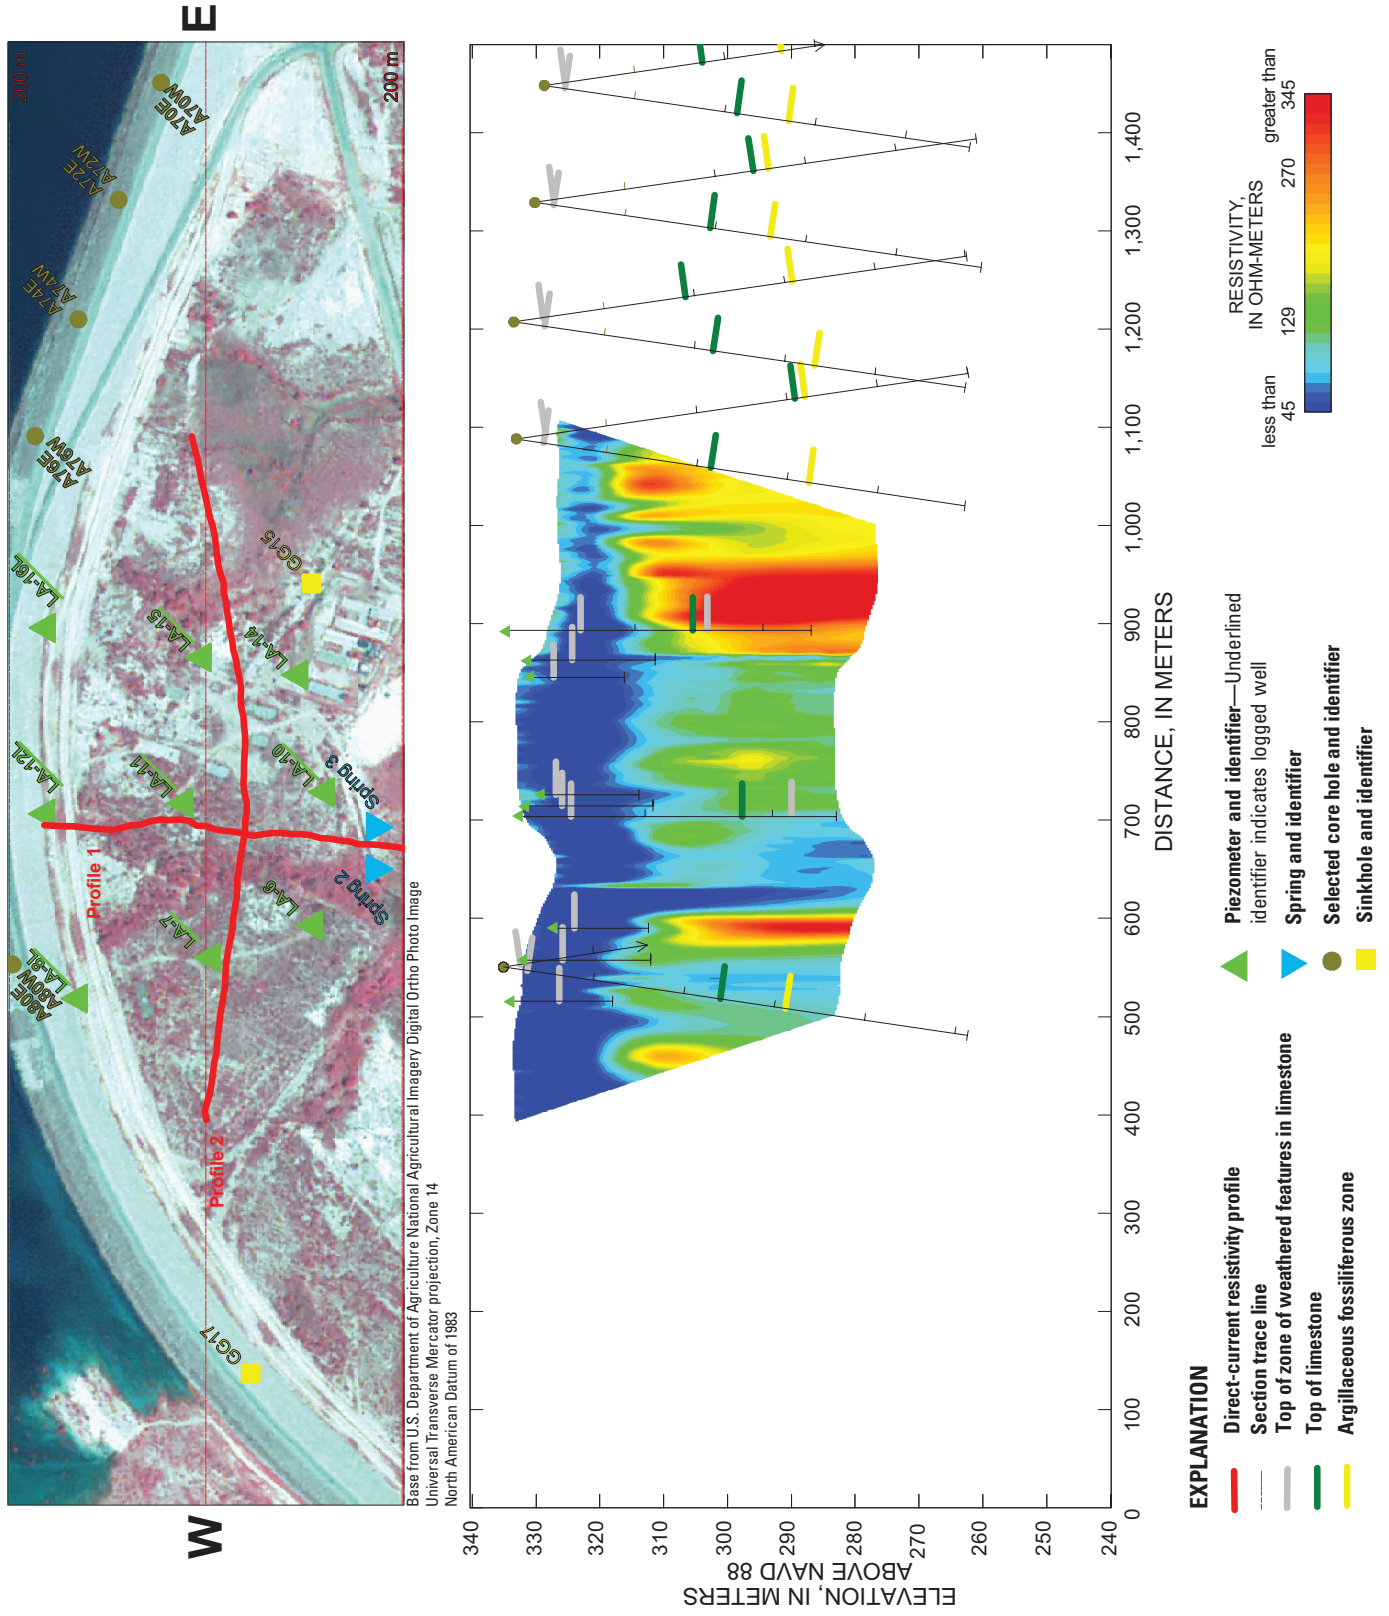 W
E
200 m
200 m
GG17
A80E
A80W
LA-8L
Profile 2
Profile 1
LA-7
LA-6
Spring 2
Spring 3
LA-12L
LA-11
LA-10
LA-16L
LA-15
LA-14
GG15
A76E
A76W
A74E
A74W
A72E
A72W
A70E
A70W
Base from U.S. Department of Agriculture National Agricultural Imagery Digital Ortho Photo Image
Universal Transverse Mercator projection, Zone 14
North American Datum of 1983
ELEVATION, IN METERS
ABOVE NAVD 88
340
330
320
310
300
290
280
270
260
250
240
0
100
200
300
400
500
600
700
800
900
1,000
1,100
1,200
1,300
1,400
DISTANCE, IN METERS
EXPLANATION
Direct-current resistivity profile
Section trace line
Top of zone of weathered features in limestone
Top of limestone
Argillaceous fossiliferous zone
Piezometer and identifier—Underlined
identifier indicates logged well
Spring and identifier
Selected core hole and identifier
Sinkhole and identifier
RESISTIVITY,
IN OHM-METERS
less than
greater than
45
129
270
345